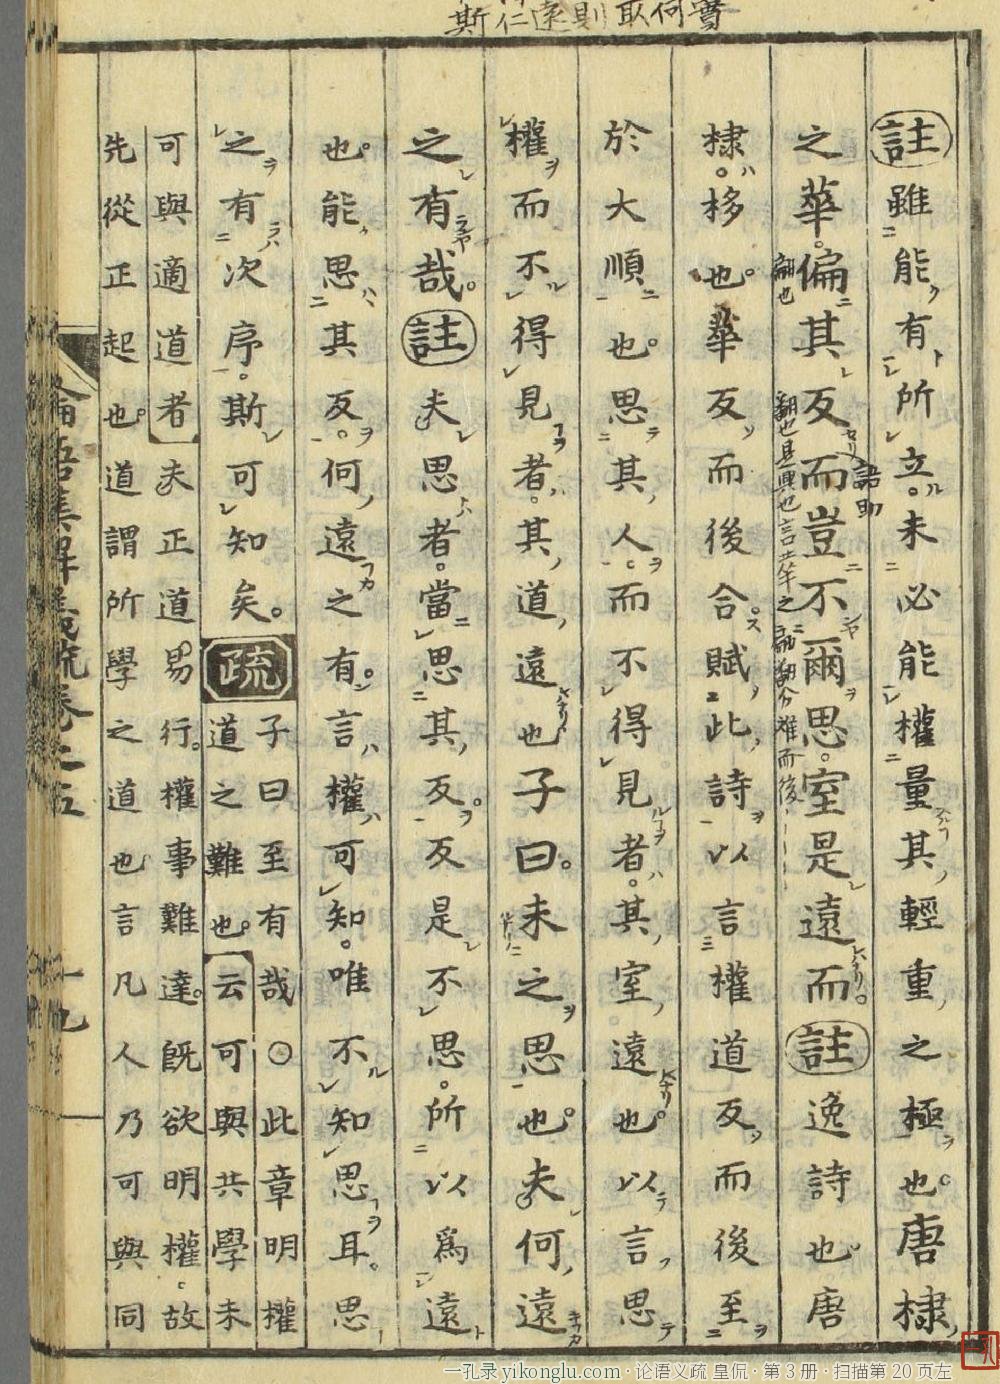 實何取則遠仁斯
註雖能有所立未必能權量其輕重之極也唐棣
之華偏其反而豈不爾思室是遠而註逸詩也唐
棣移也華反而後合賦此詩以言權道反而後至
於大順也思其人而不得見者其室遠也以言思
權而不得見者其道遠也子曰未之思也夫何遠
之有哉註夫思者當思其反反是不思所以爲遠
也能思其反何遠之有言權可知唯不知思耳思
之有次序斯可知矣疏
子曰至有哉〇此章明權
道之難也云可與共學未
可與適道者夫正道易行權事難達既欲明權故
先從正起也道謂所學之道也言凡人乃可與同
論語集解義疏卷之五
十九
一孔录 yikonglu.com · 论语义疏 皇侃 · 第 3 册 · 扫描第 20 页左